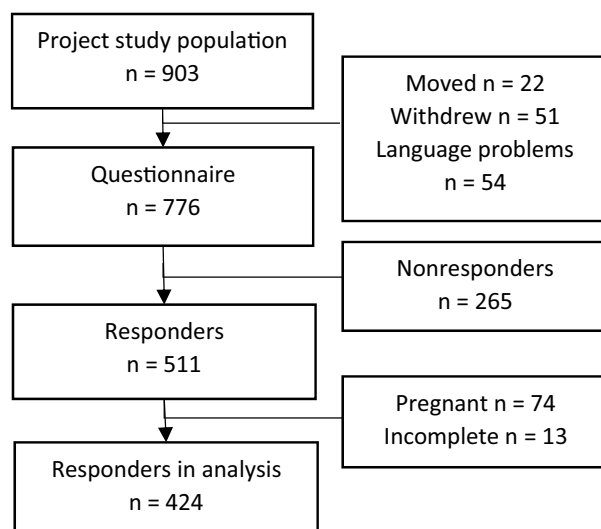 Project study population
n = 903
Moved n = 22
Withdrew n = 51
Language problems
n = 54
Questionnaire
n = 776
Nonresponders
n = 265
Responders
n = 511
Pregnant n = 74
Incomplete n = 13
Responders in analysis
n = 424